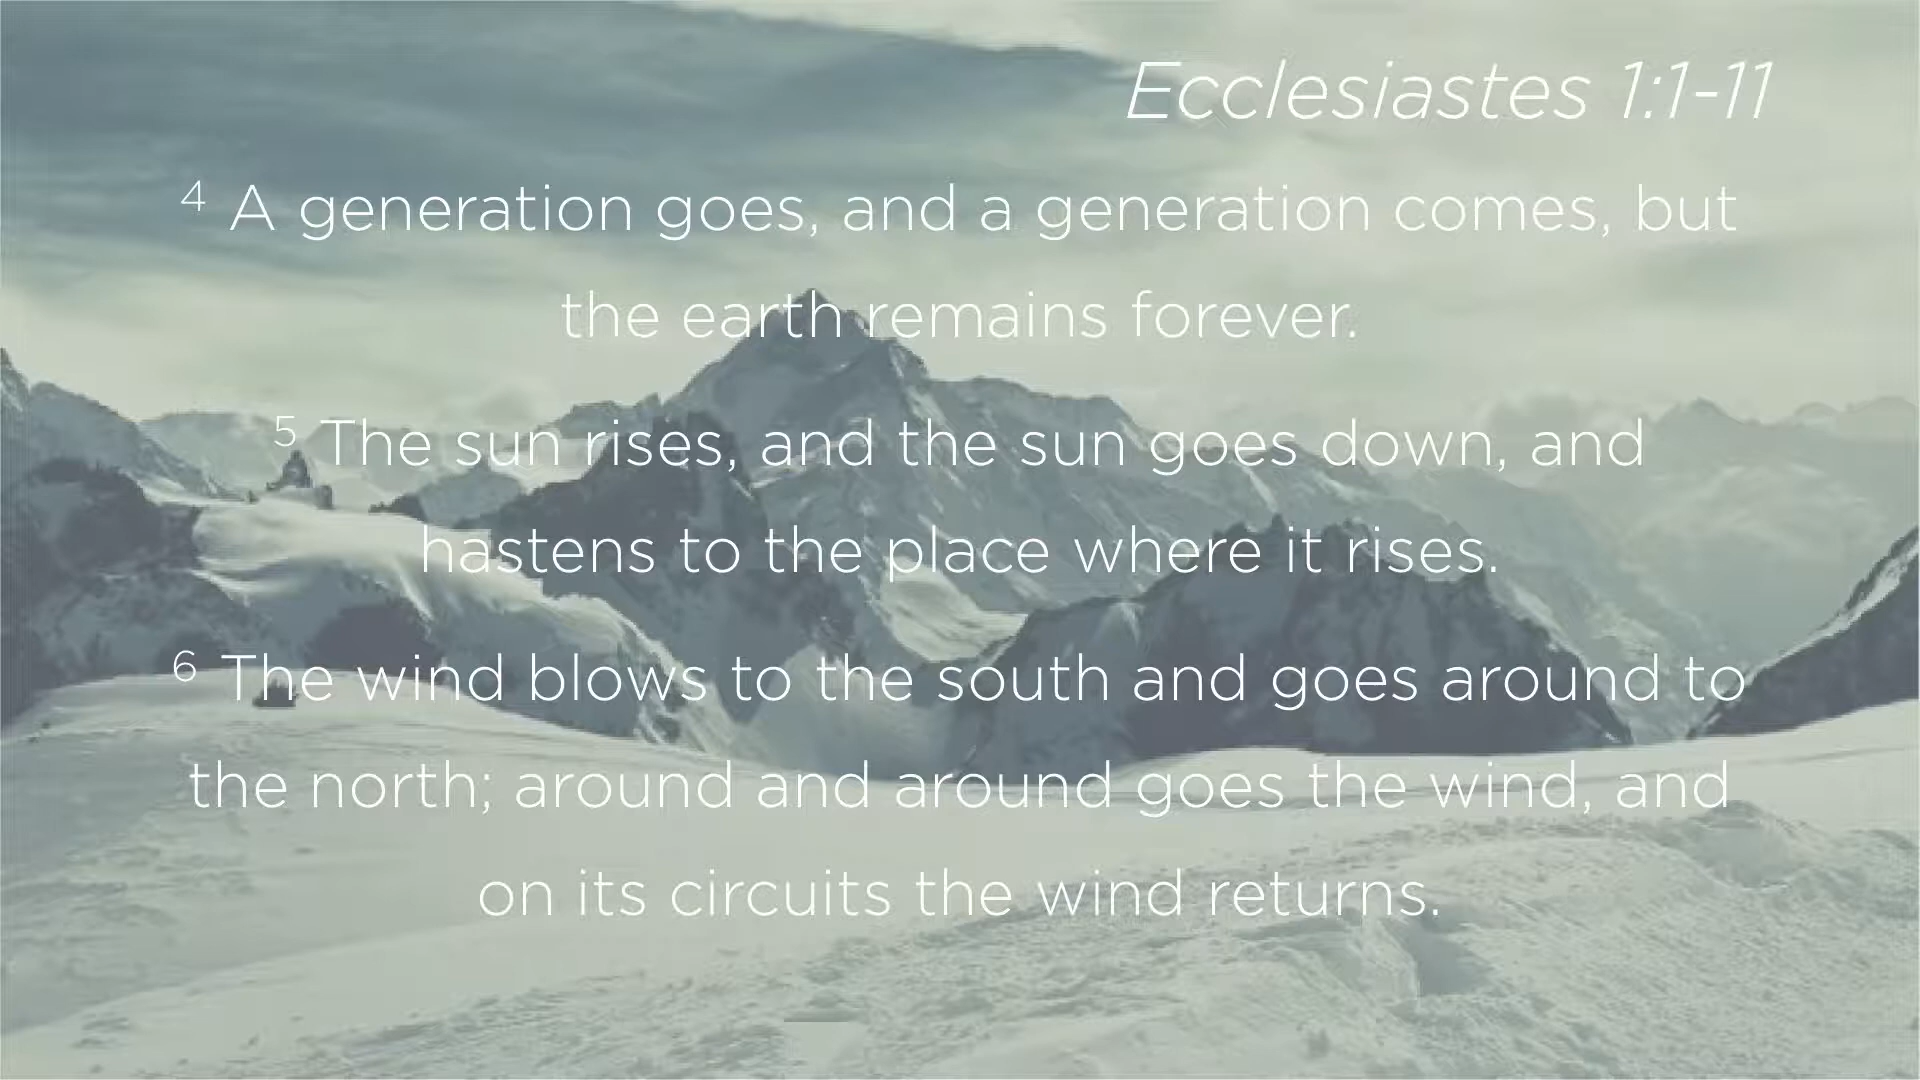 Ecclesiastes 1:1-11
4 A generation goes, and a generation comes, but
the earth remains forever.
5 The sun rises, and the sun goes down, and
hastens to the place where it rises.
6 The wind blows to the south and goes around to
the north; around and around goes the wind, and
on its circuits the wind returns.